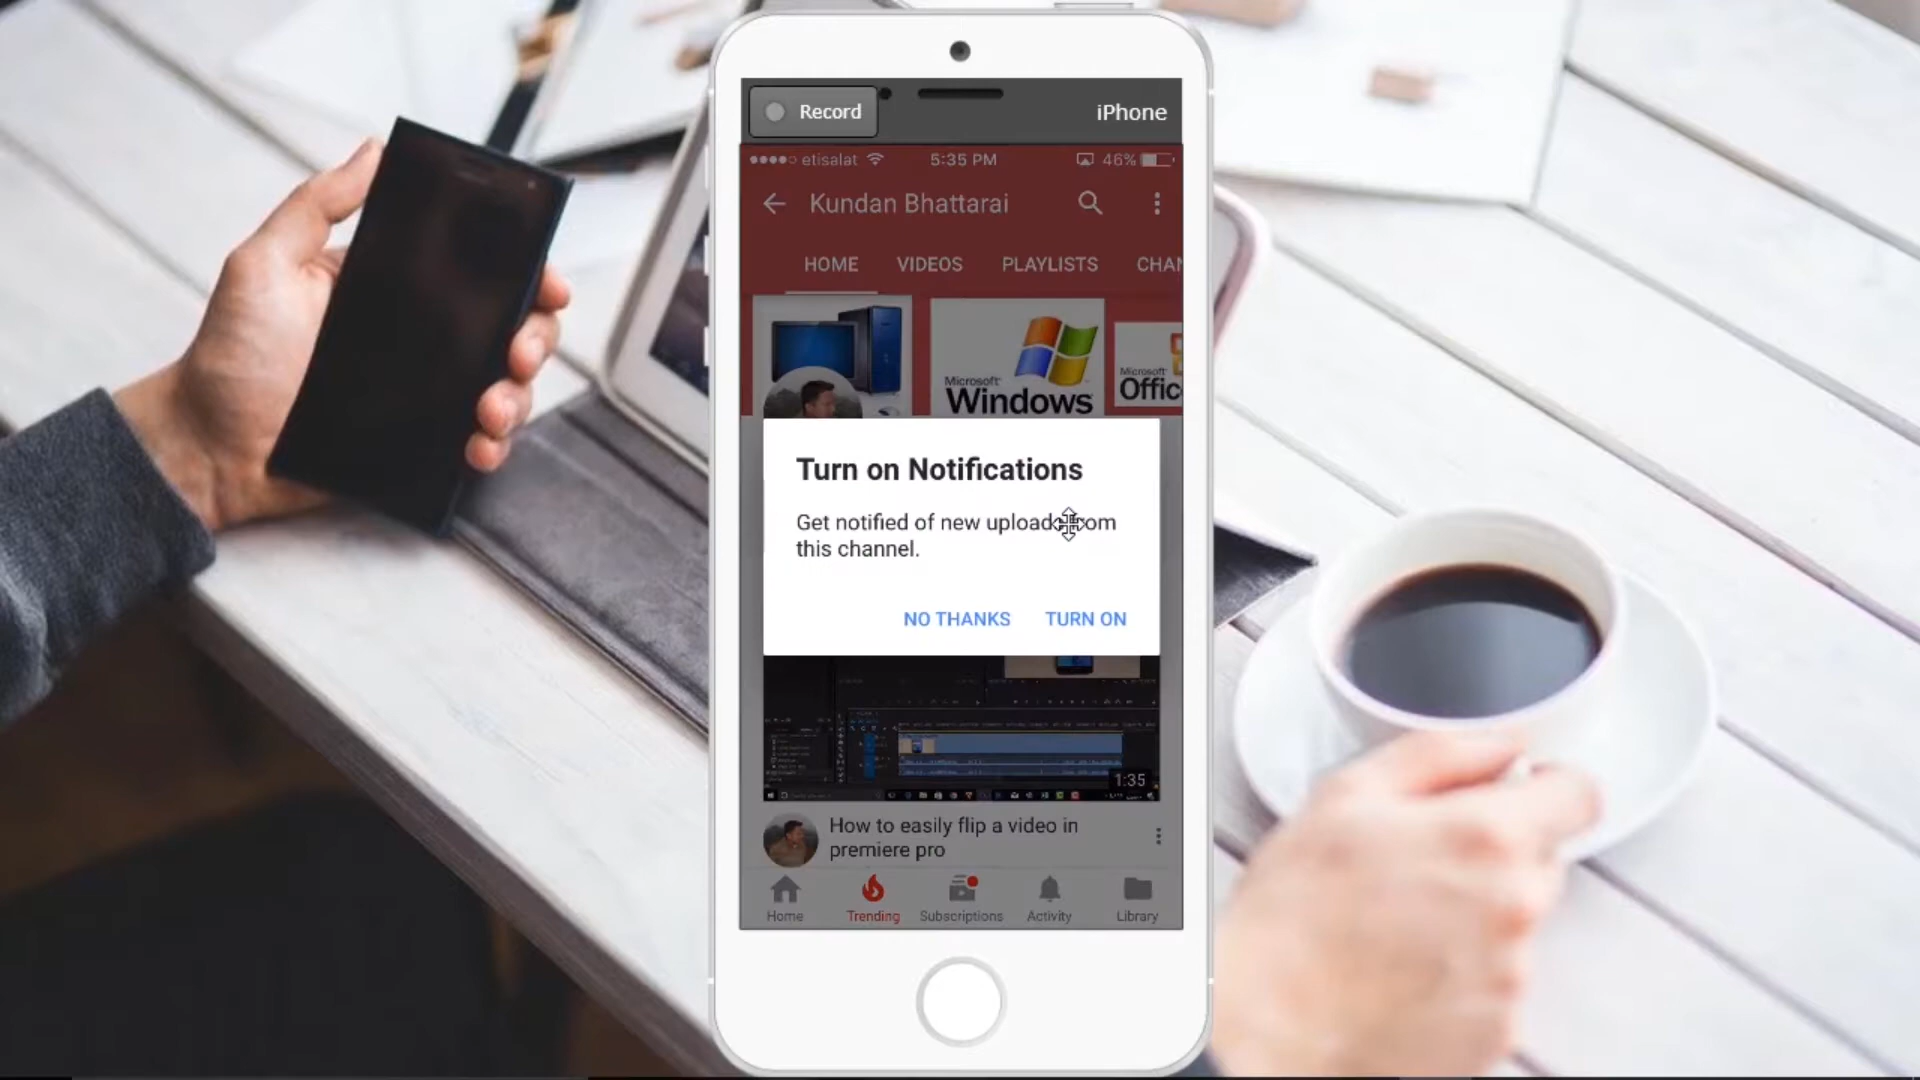 Record
iPhone
etisalat
5:35 PM
46%
Kundan Bhattarai
HOME VIDEOS PLAYLISTS CHAN
Microsoft
Windows
Microsoft
Offic
Turn on Notifications
Get notified of new upload om
this channel.
NO THANKS TURN ON
1:35
How to easily flip a video in
premiere pro
Home Trending Subscriptions Activity Library